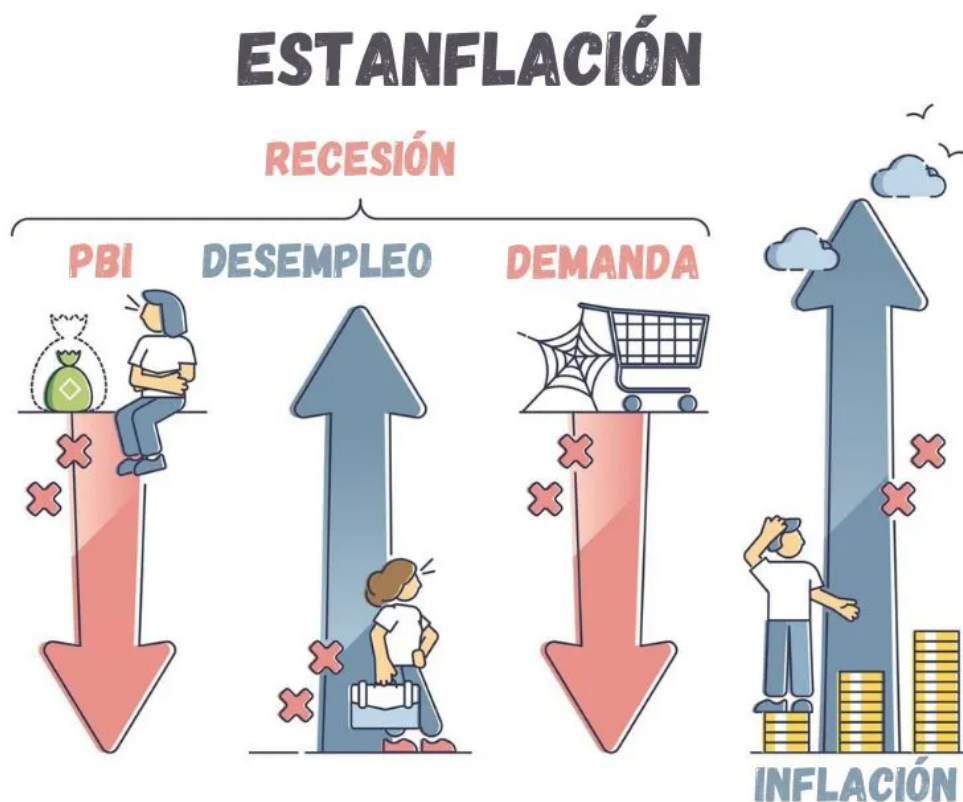 ESTANFLACIÓN
RECESIÓN
PBI
DESEMPLEO
DEMANDA
INFLACIÓN